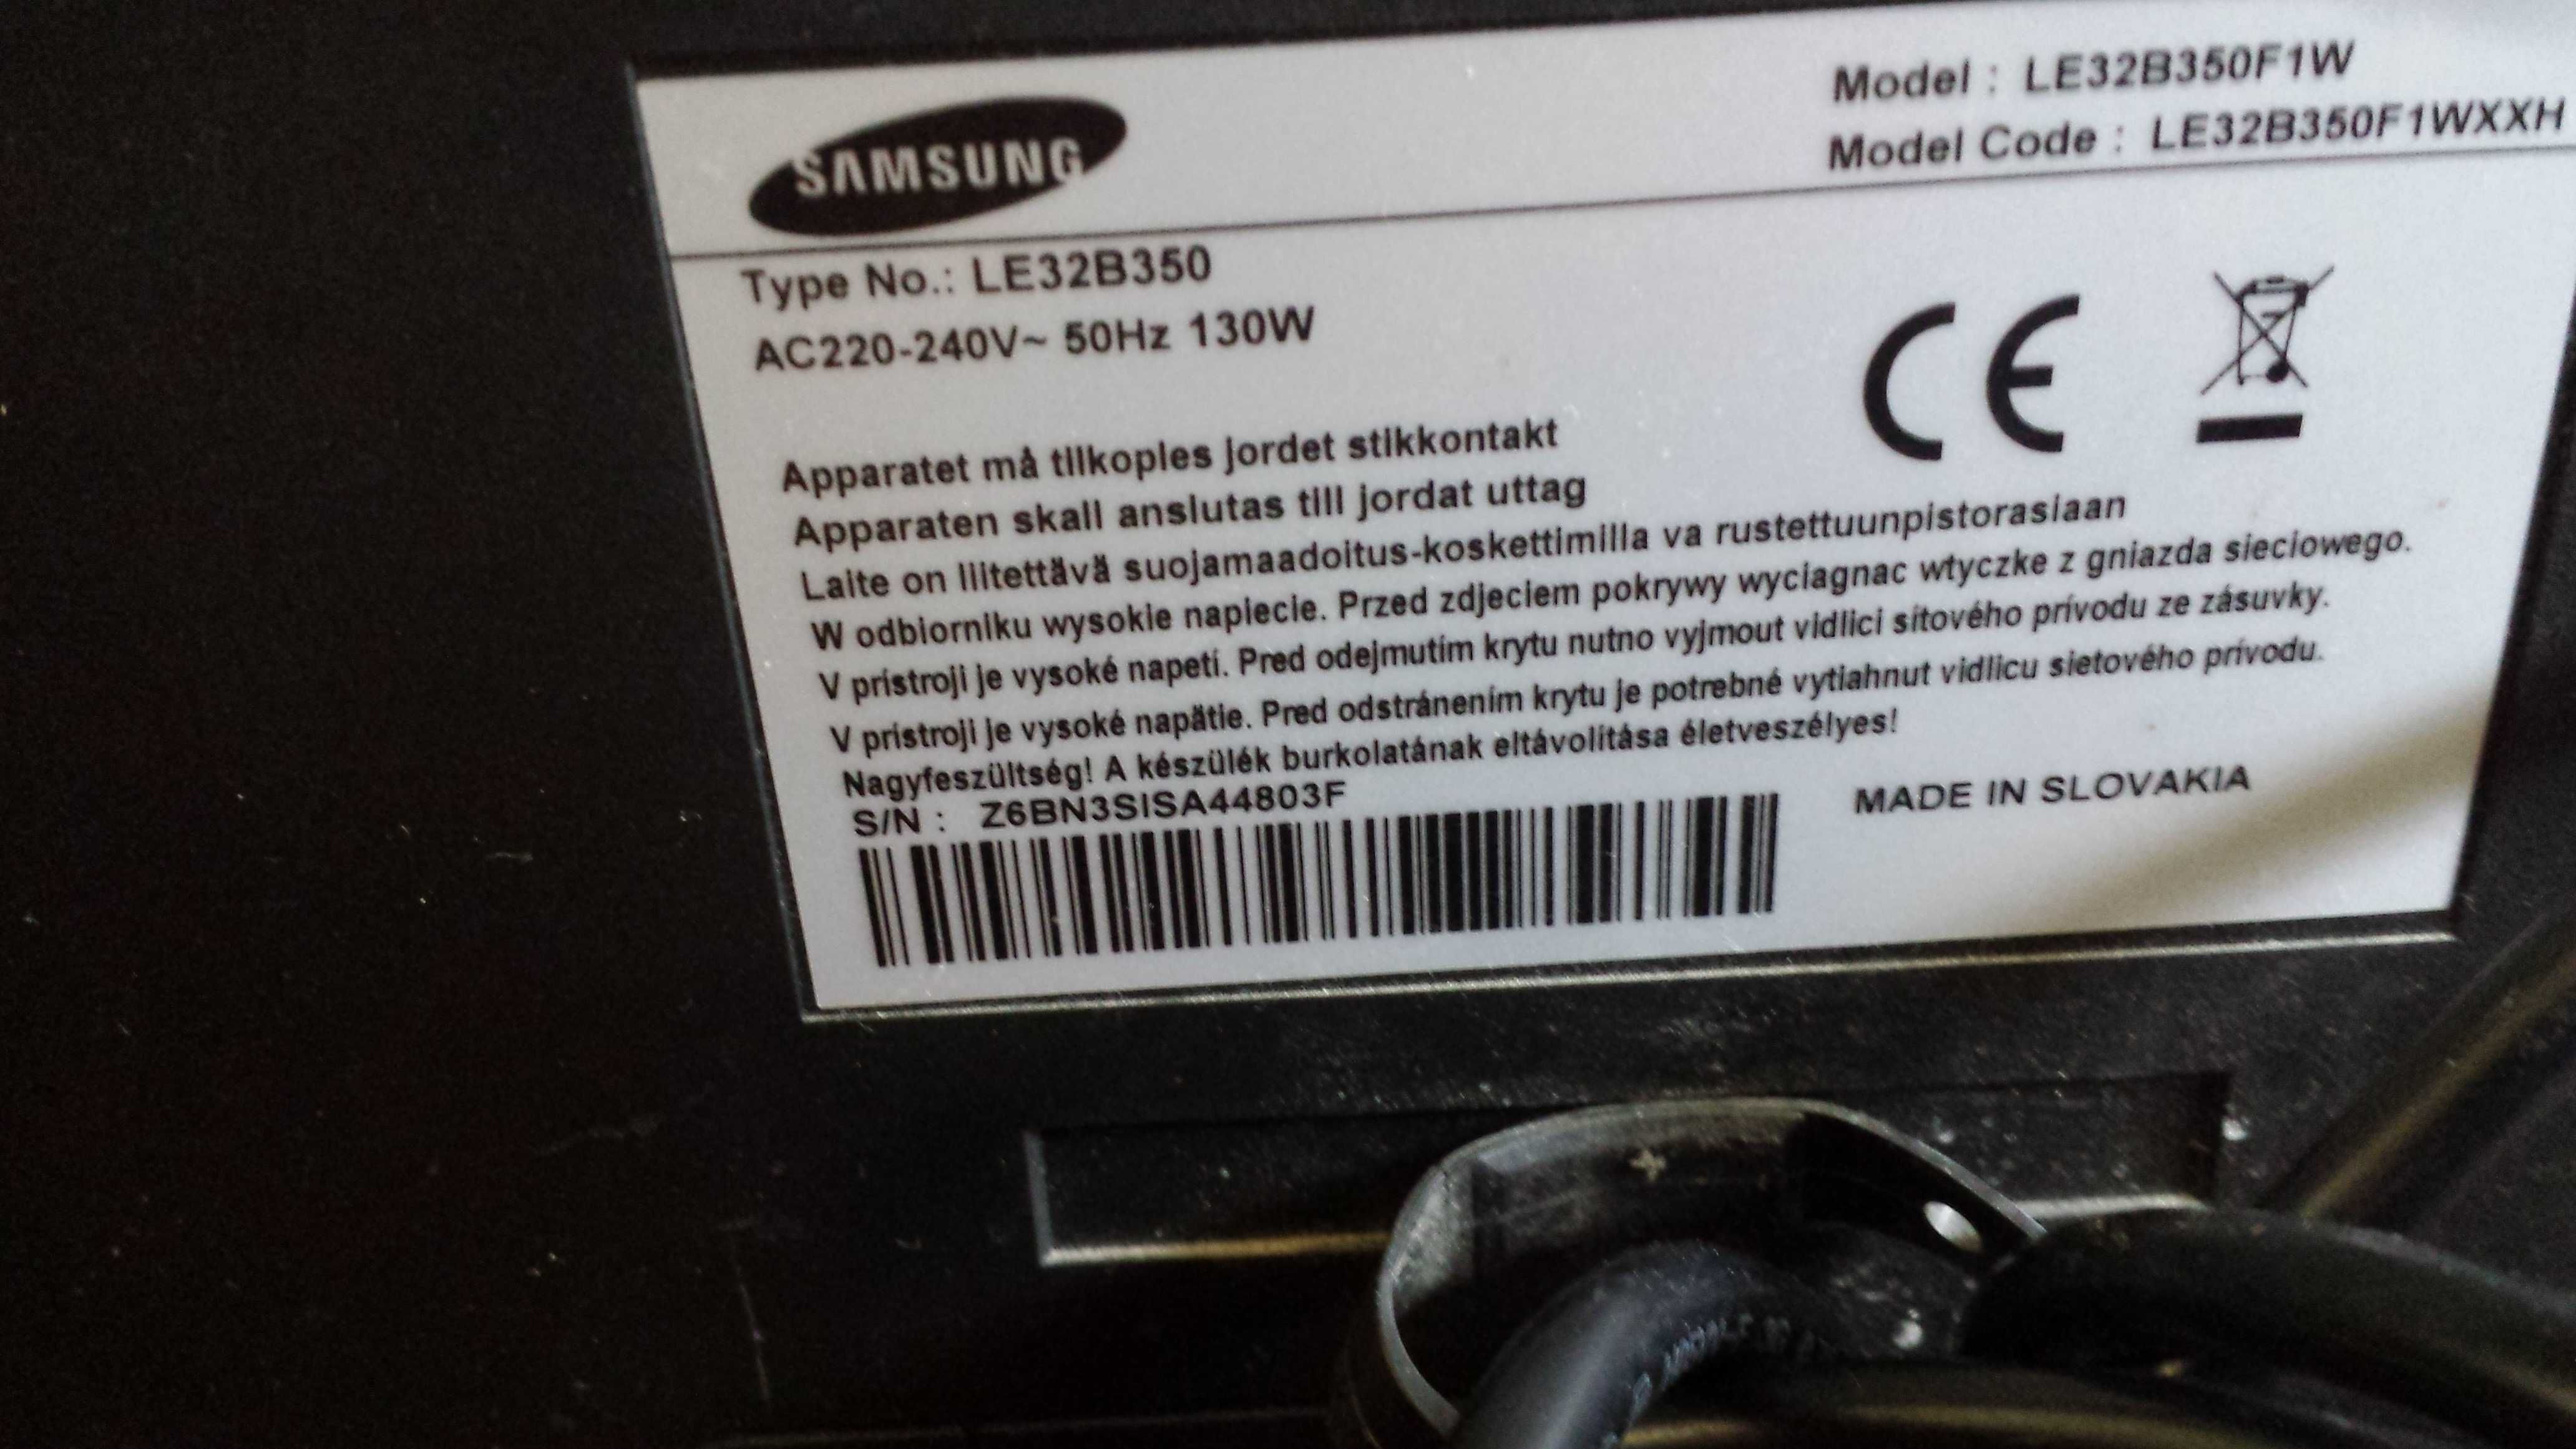 SAMSUNG
Model : LE32B350F1W
Model Code : LE32B350F1WXXH
Type No.: LE32B350
AC220-240V~ 50Hz 130W
CE
Apparatet må tilkoples jordet stikkontakt
Apparaten skall anslutas till jordat uttag
Laite on liitettävä suojamaadoitus-koskettimilla va rustettuunpistorasiaan
W odbiorniku wysokie napiecie. Przed zdjeciem pokrywy wyciagnac wtyczke z gniazda sieciowego.
V prístroji je vysoké napetí. Pred odejmutím krytu nutno vyjmout vidlici sítového prívodu ze zásuvky.
V prístroji je vysoké napätie. Pred odstránením krytu je potrebné vytiahnut vidlicu sietového prívodu.
Nagyfeszültség! A készülék burkolatának eltávolítása életveszélyes!
S/N : Z6BN3SISA44803F
MADE IN SLOVAKIA